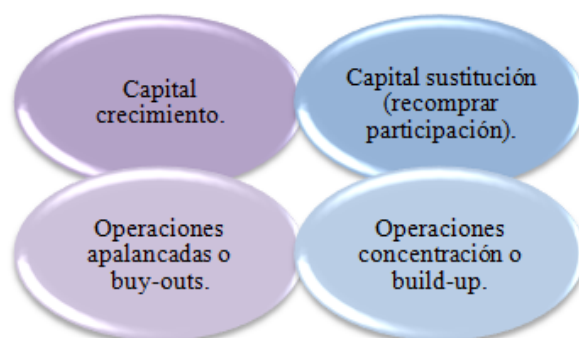 Capital
crecimiento.
Capital sustitución
(recomprar
participación).
Operaciones
apalancadas o
buy-outs.
Operaciones
concentración o
build-up.